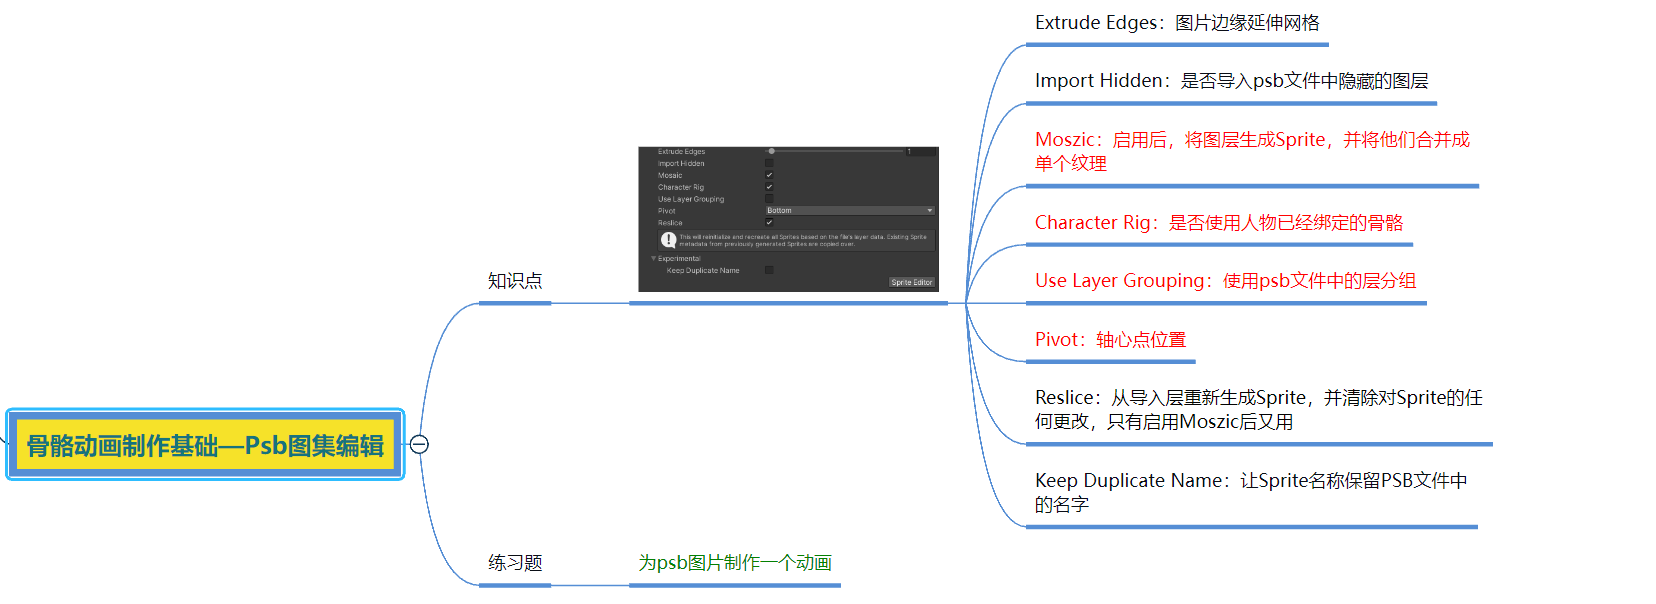 骨骼动画制作基础—Psb图集编辑
知识点
Extrude Edges
1
Import Hidden
Mosaic
Character Rig
Use Layer Grouping
Pivot
Bottom
Reslice
This will reinitialize and recreate all Sprites based on the file's layer data. Existing Sprite
metadata from previously generated Sprites are copied over.
Experimental
Keep Duplicate Name
Sprite Editor
Extrude Edges：图片边缘延伸网格
Import Hidden：是否导入psb文件中隐藏的图层
Moszic：启用后，将图层生成Sprite，并将他们合并成
单个纹理
Character Rig：是否使用人物已经绑定的骨骼
Use Layer Grouping：使用psb文件中的层分组
Pivot：轴心点位置
Reslice：从导入层重新生成Sprite，并清除对Sprite的任
何更改，只有启用Moszic后又用
Keep Duplicate Name：让Sprite名称保留PSB文件中
的名字
练习题
为psb图片制作一个动画